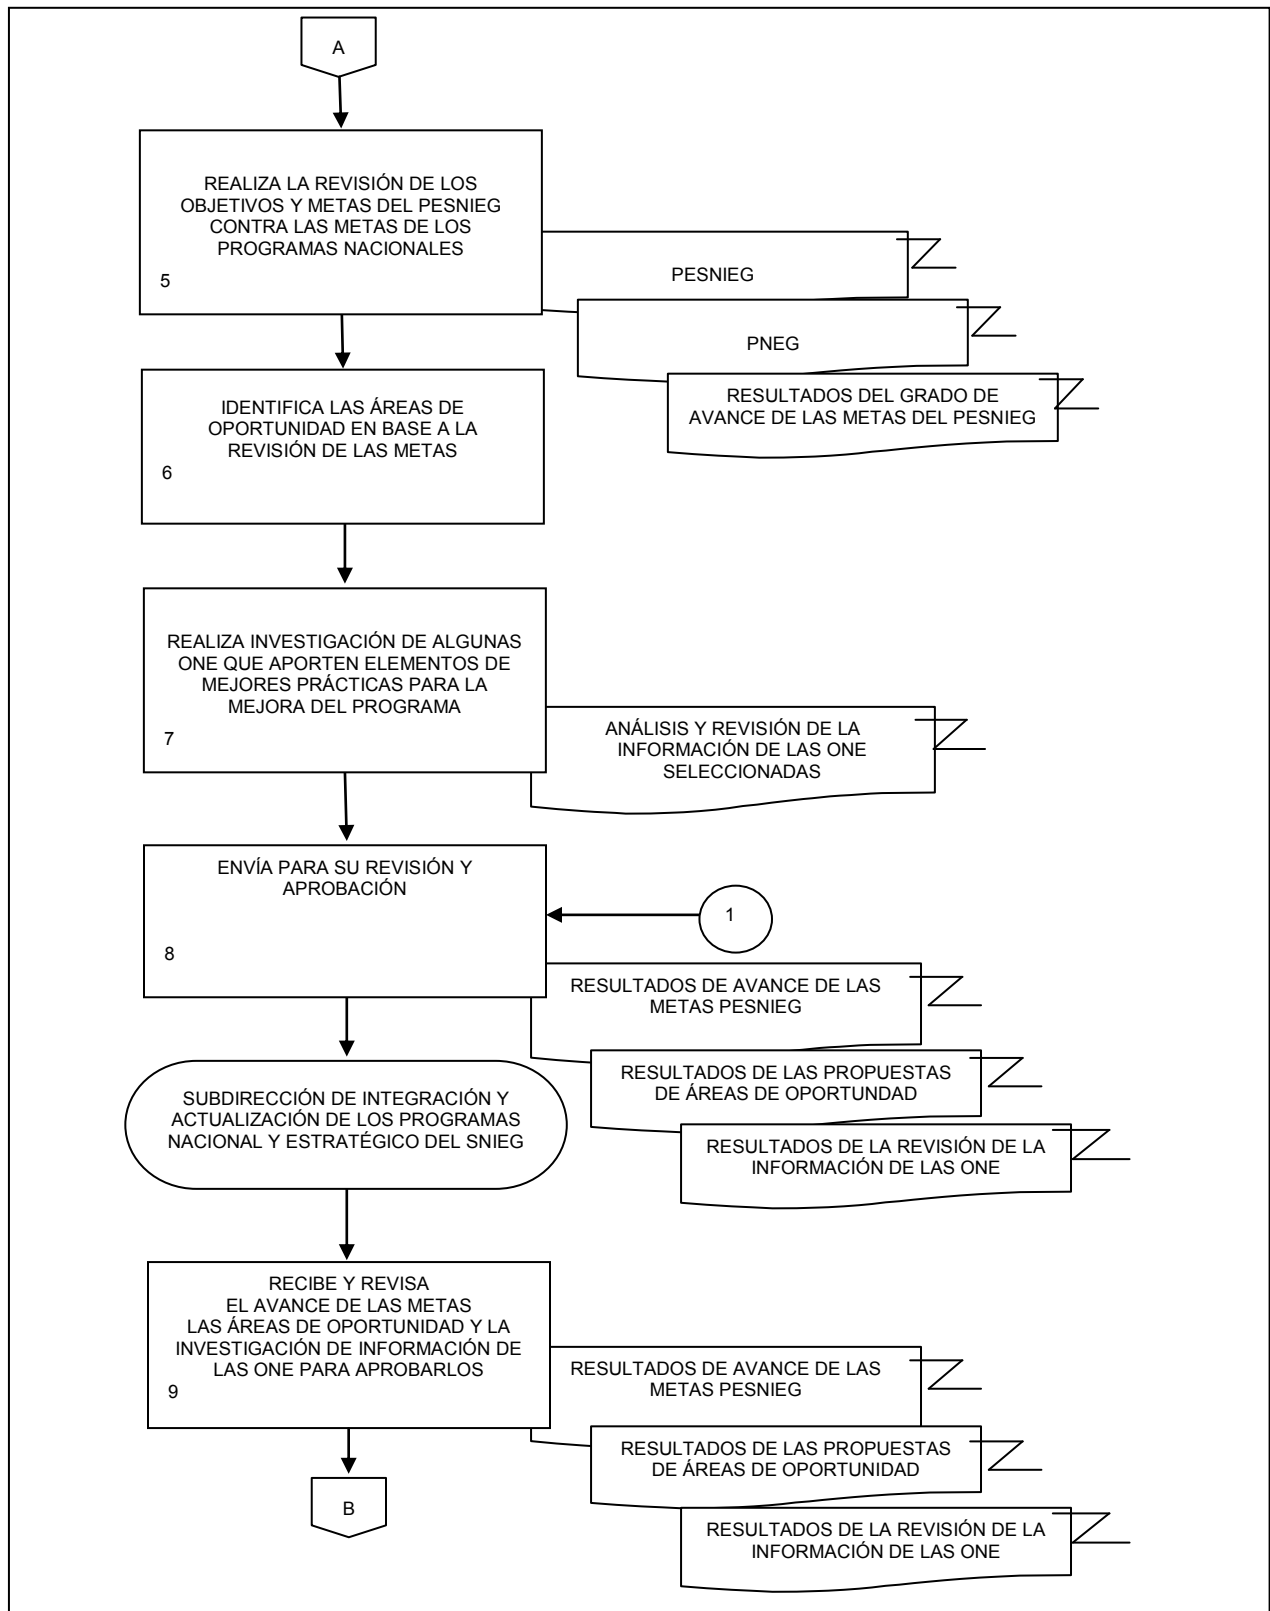 A
REALIZA LA REVISIÓN DE LOS
OBJETIVOS Y METAS DEL PESNIEG
CONTRA LAS METAS DE LOS
PROGRAMAS NACIONALES
5
PESNIEG
PNEG
RESULTADOS DEL GRADO DE
AVANCE DE LAS METAS DEL PESNIEG
IDENTIFICA LAS ÁREAS DE
OPORTUNIDAD EN BASE A LA
REVISIÓN DE LAS METAS
6
REALIZA INVESTIGACIÓN DE ALGUNAS
ONE QUE APORTEN ELEMENTOS DE
MEJORES PRÁCTICAS PARA LA
MEJORA DEL PROGRAMA
7
ANÁLISIS Y REVISIÓN DE LA
INFORMACIÓN DE LAS ONE
SELECCIONADAS
ENVÍA PARA SU REVISIÓN Y
APROBACIÓN
8
1
RESULTADOS DE AVANCE DE LAS
METAS PESNIEG
RESULTADOS DE LAS PROPUESTAS
DE ÁREAS DE OPORTUNDAD
RESULTADOS DE LA REVISIÓN DE LA
INFORMACIÓN DE LAS ONE
SUBDIRECCIÓN DE INTEGRACIÓN Y
ACTUALIZACIÓN DE LOS PROGRAMAS
NACIONAL Y ESTRATÉGICO DEL SNIEG
RECIBE Y REVISA
EL AVANCE DE LAS METAS
LAS ÁREAS DE OPORTUNIDAD Y LA
INVESTIGACIÓN DE INFORMACIÓN DE
LAS ONE PARA APROBARLOS
9
RESULTADOS DE AVANCE DE LAS
METAS PESNIEG
RESULTADOS DE LAS PROPUESTAS
DE ÁREAS DE OPORTUNIDAD
RESULTADOS DE LA REVISIÓN DE LA
INFORMACIÓN DE LAS ONE
B